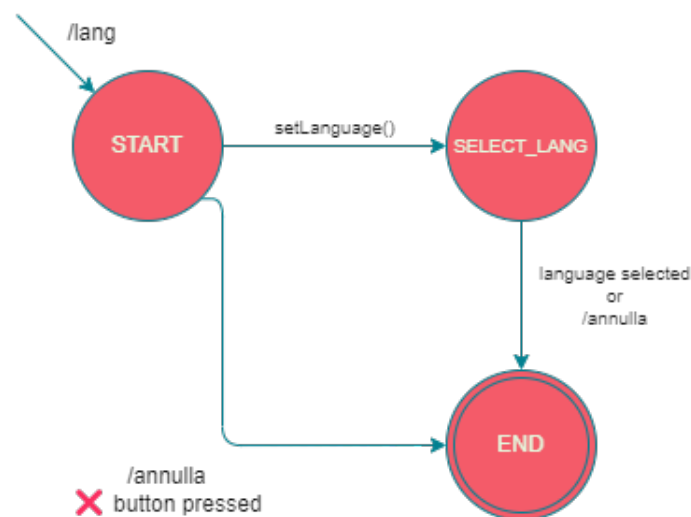 /lang
START
setLanguage()
SELECT_LANG
language selected
or
/annulla
END
/annulla
❌ button pressed